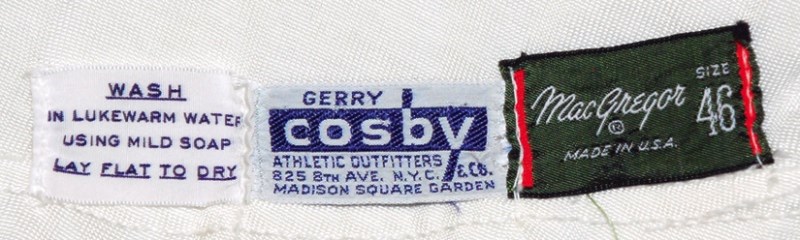 WASH
IN LUKEWARM WATER
USING MILD SOAP
LAY FLAT TO DRY
GERRY
cosby
& CO.
ATHLETIC OUTFITTERS
825 8TH AVE. N.Y.C.
MADISON SQUARE GARDEN
MacGregor ®
MADE IN U.S.A.
SIZE
46